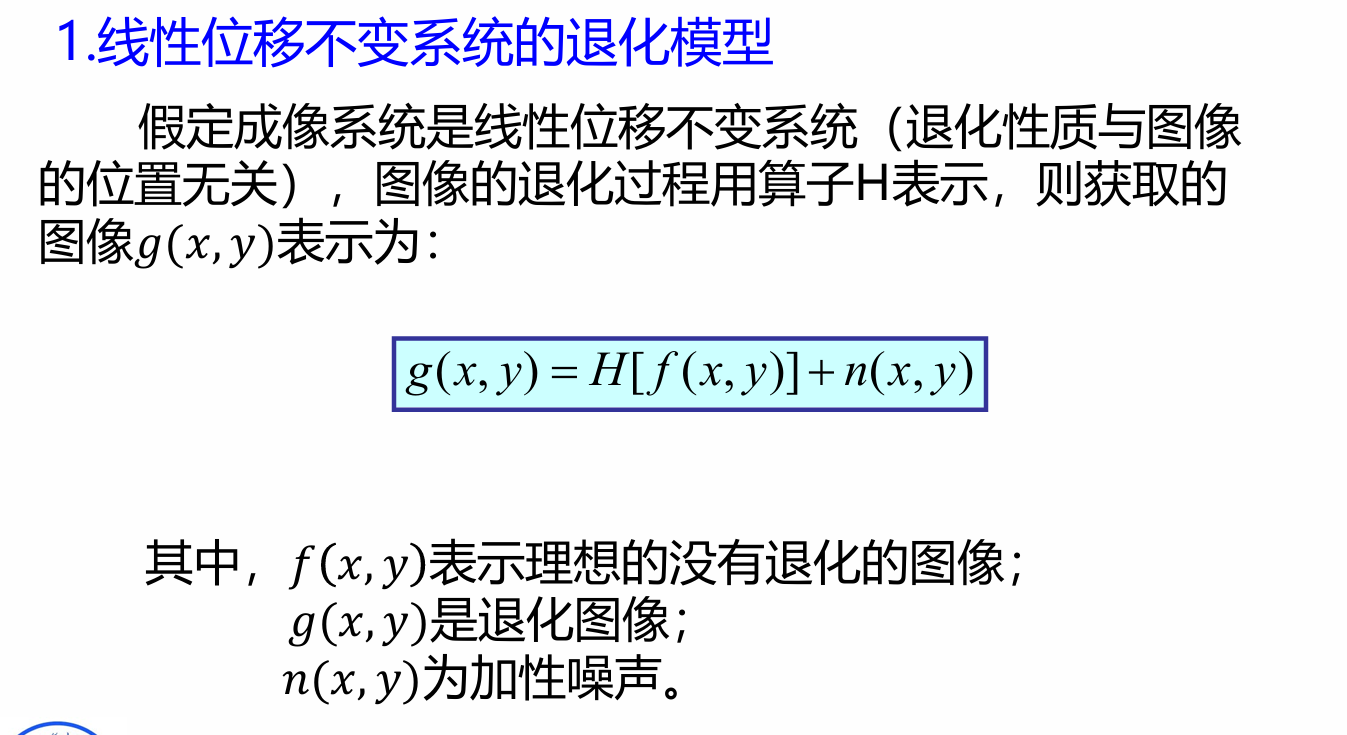 1.线性位移不变系统的退化模型
假定成像系统是线性位移不变系统（退化性质与图像
的位置无关），图像的退化过程用算子H表示，则获取的
图像g(x,y)表示为：
g(x,y)=H[f(x,y)]+n(x,y)
其中，f(x,y)表示理想的没有退化的图像；
g(x,y)是退化图像；
n(x,y)为加性噪声。